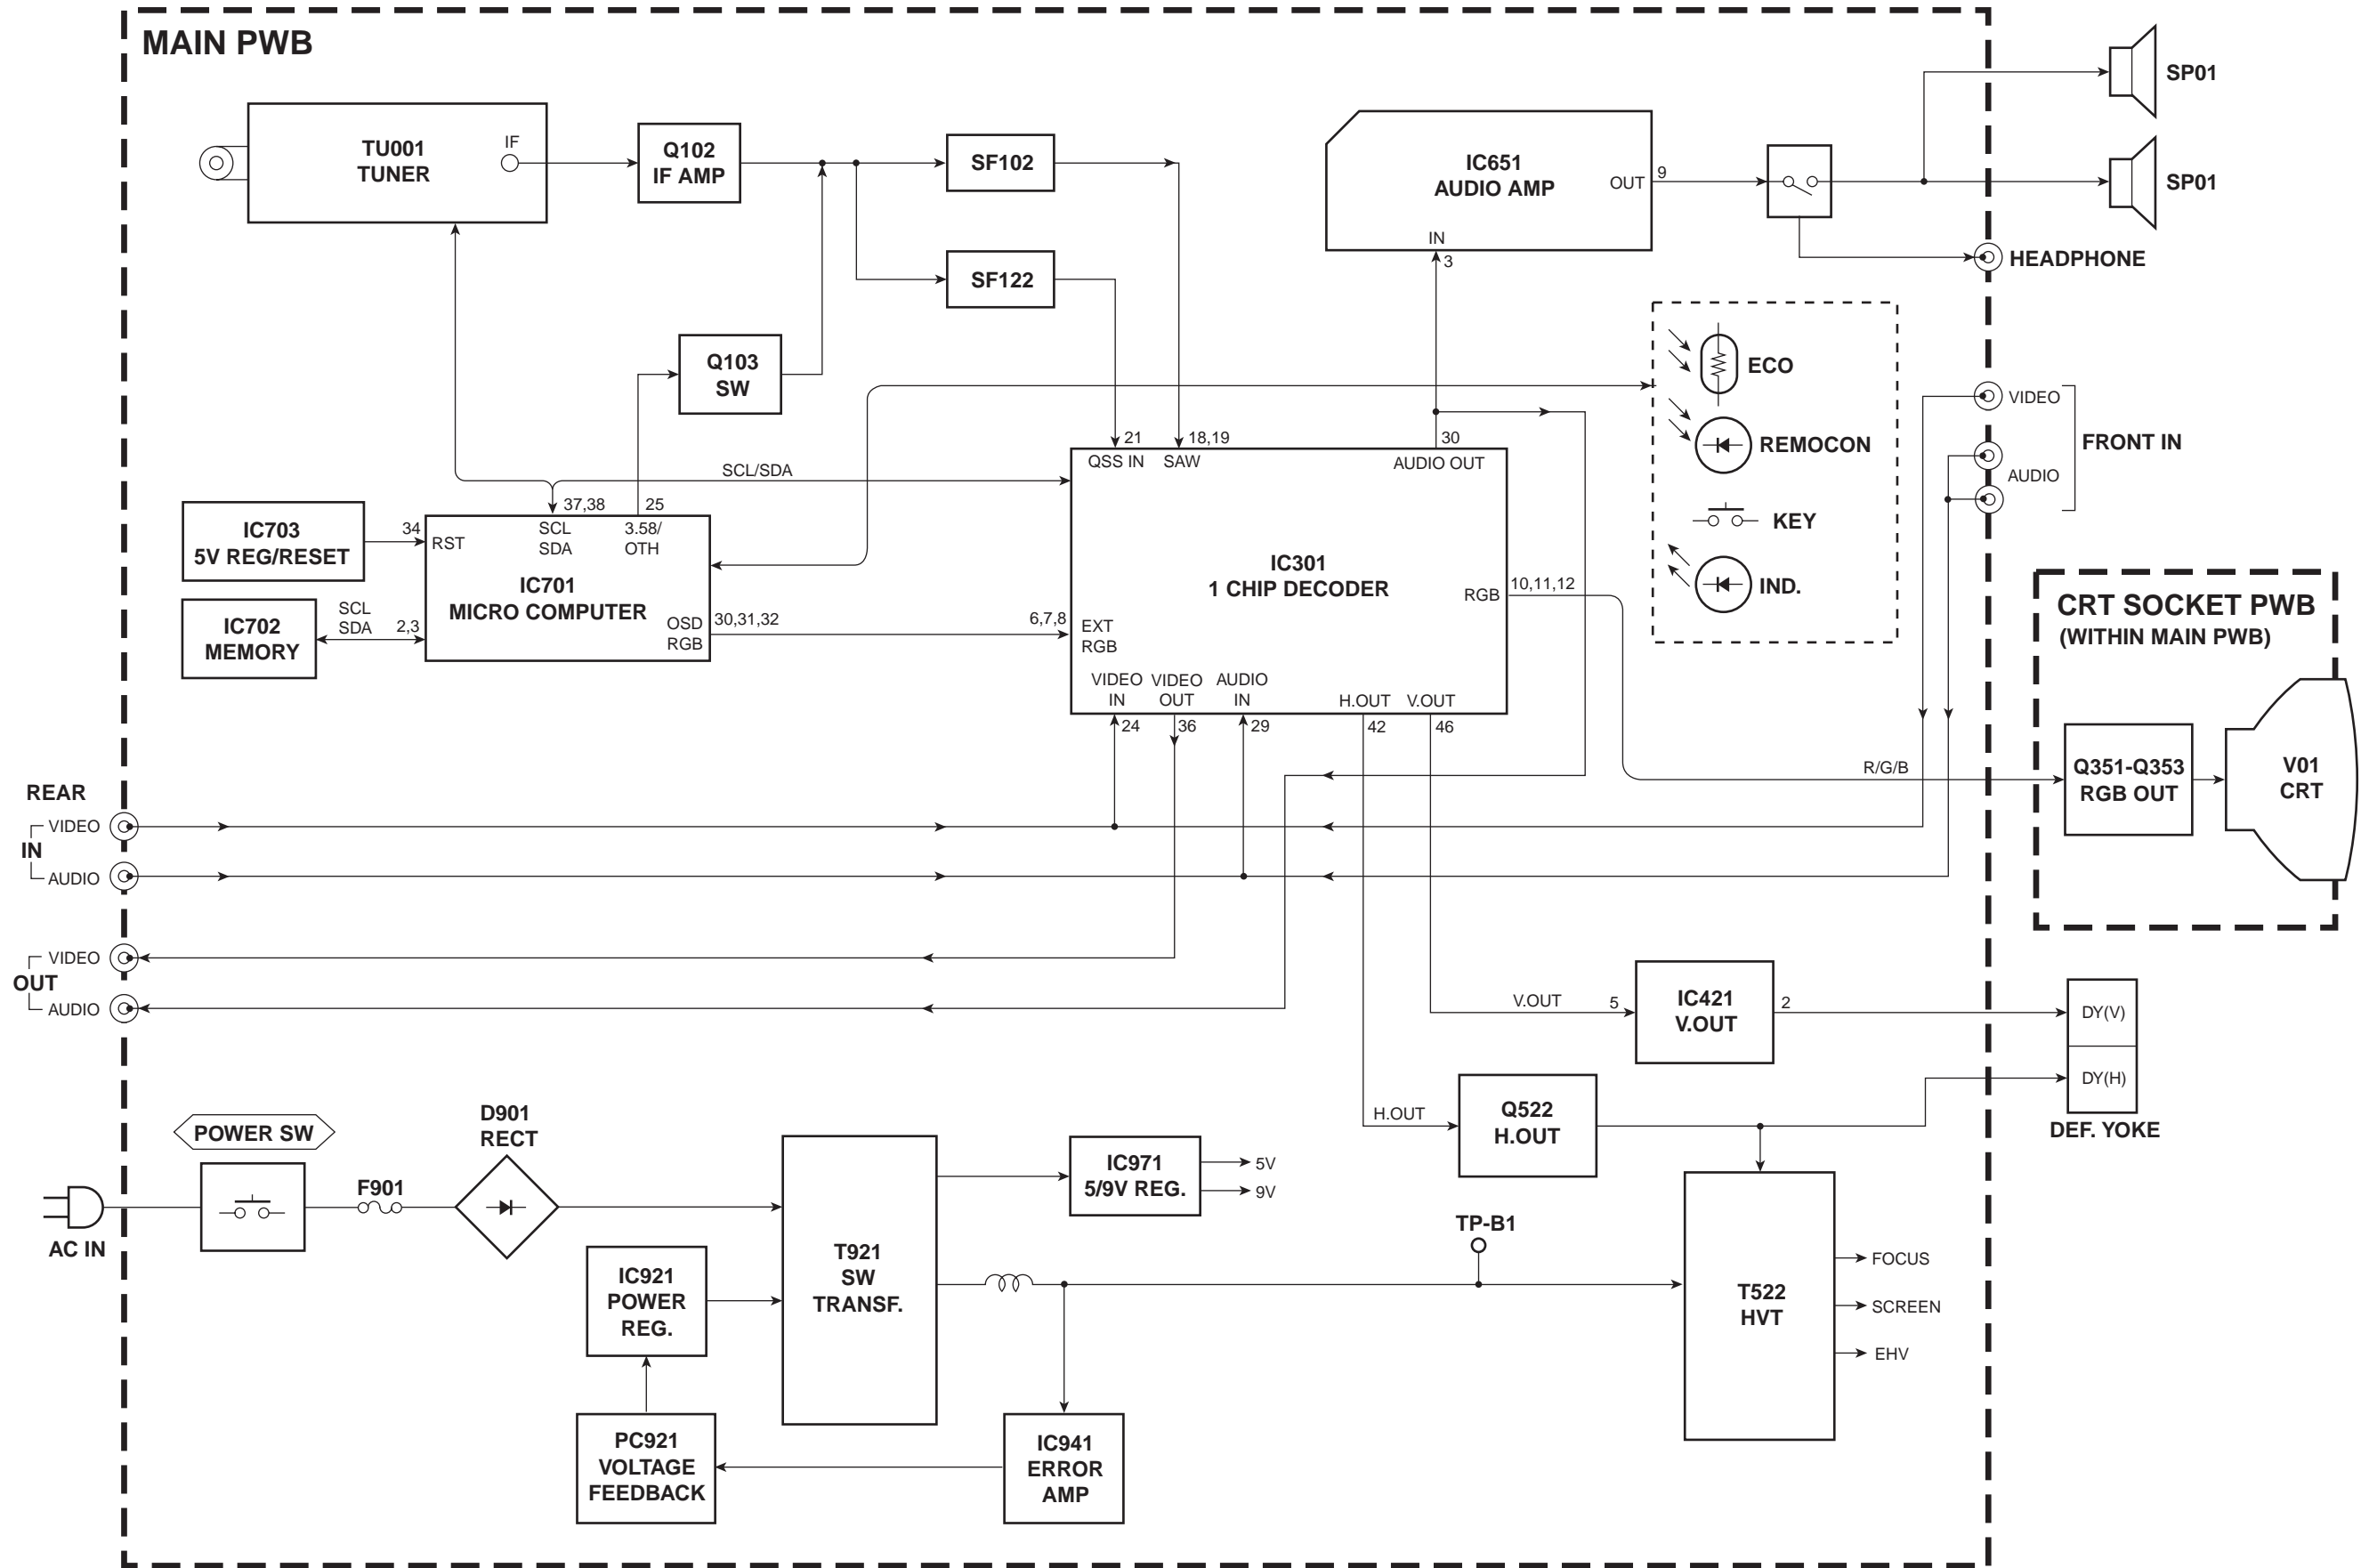 MAIN PWB
TU001
TUNER
IF
Q102
IF AMP
SF102
SF122
Q103
SW
IC651
AUDIO AMP
OUT
9
IN
3
SP01
SP01
HEADPHONE
ECO
REMOCON
KEY
IND.
VIDEO
AUDIO
FRONT IN
SCL/SDA
IC703
5V REG/RESET
34
RST
37,38
SCL
SDA
25
3.58/
OTH
IC701
MICRO COMPUTER
OSD
RGB
30,31,32
IC702
MEMORY
SCL
SDA
2,3
21
QSS IN
18,19
SAW
30
AUDIO OUT
IC301
1 CHIP DECODER
RGB
10,11,12
6,7,8
EXT
RGB
VIDEO
IN
VIDEO
OUT
AUDIO
IN
H.OUT
V.OUT
24
36
29
42
46
R/G/B
CRT SOCKET PWB
(WITHIN MAIN PWB)
Q351-Q353
RGB OUT
V01
CRT
REAR
VIDEO
IN
AUDIO
VIDEO
OUT
AUDIO
V.OUT
5
IC421
V.OUT
2
DY(V)
DY(H)
DEF. YOKE
H.OUT
Q522
H.OUT
POWER SW
D901
RECT
F901
AC IN
IC971
5/9V REG.
5V
9V
IC921
POWER
REG.
T921
SW
TRANSF.
TP-B1
T522
HVT
FOCUS
SCREEN
EHV
PC921
VOLTAGE
FEEDBACK
IC941
ERROR
AMP